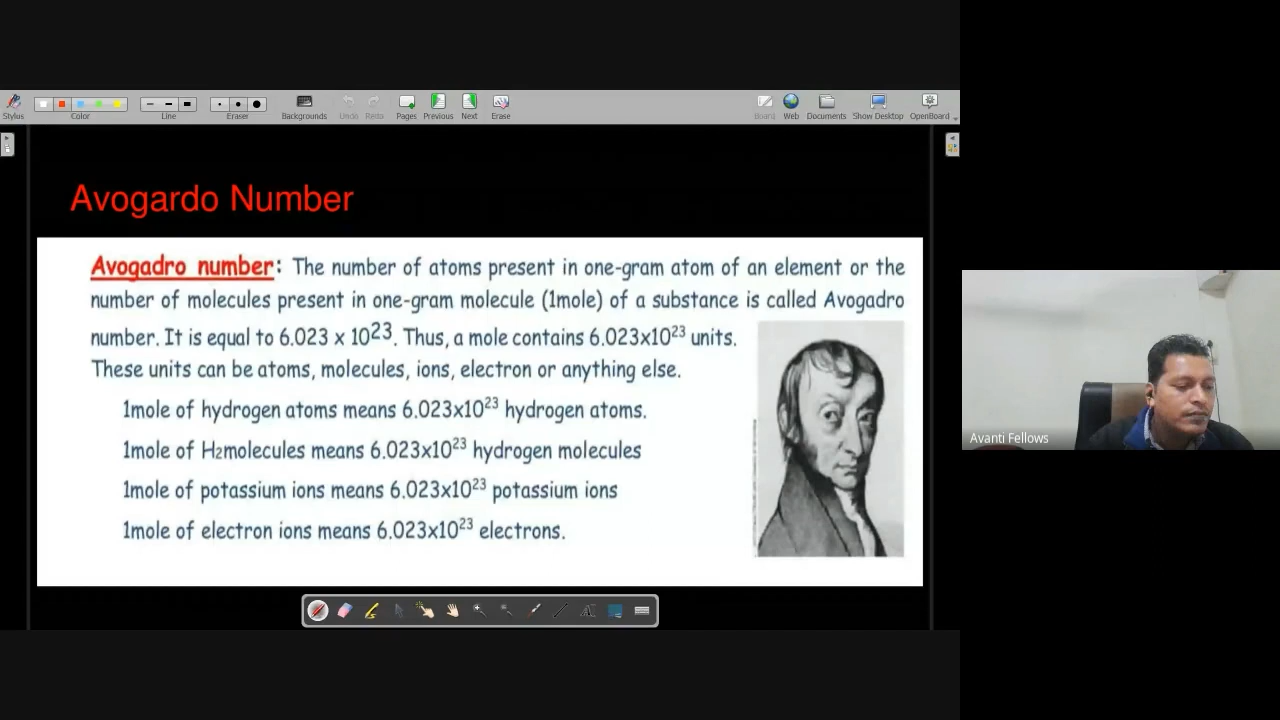 Stylus
Color
Line
Eraser
Backgrounds
Undo
Redo
Pages
Previous
Next
Erase
Board
Web
Documents
Show Desktop
OpenBoard
Avogardo Number
Avogadro number: The number of atoms present in one-gram atom of an element or the
number of molecules present in one-gram molecule (1mole) of a substance is called Avogadro
number. It is equal to 6.023 x 10²³. Thus, a mole contains 6.023x10²³ units.
These units can be atoms, molecules, ions, electron or anything else.
1mole of hydrogen atoms means 6.023x10²³ hydrogen atoms.
1mole of H₂molecules means 6.023x10²³ hydrogen molecules
1mole of potassium ions means 6.023x10²³ potassium ions
1mole of electron ions means 6.023x10²³ electrons.
Avanti Fellows